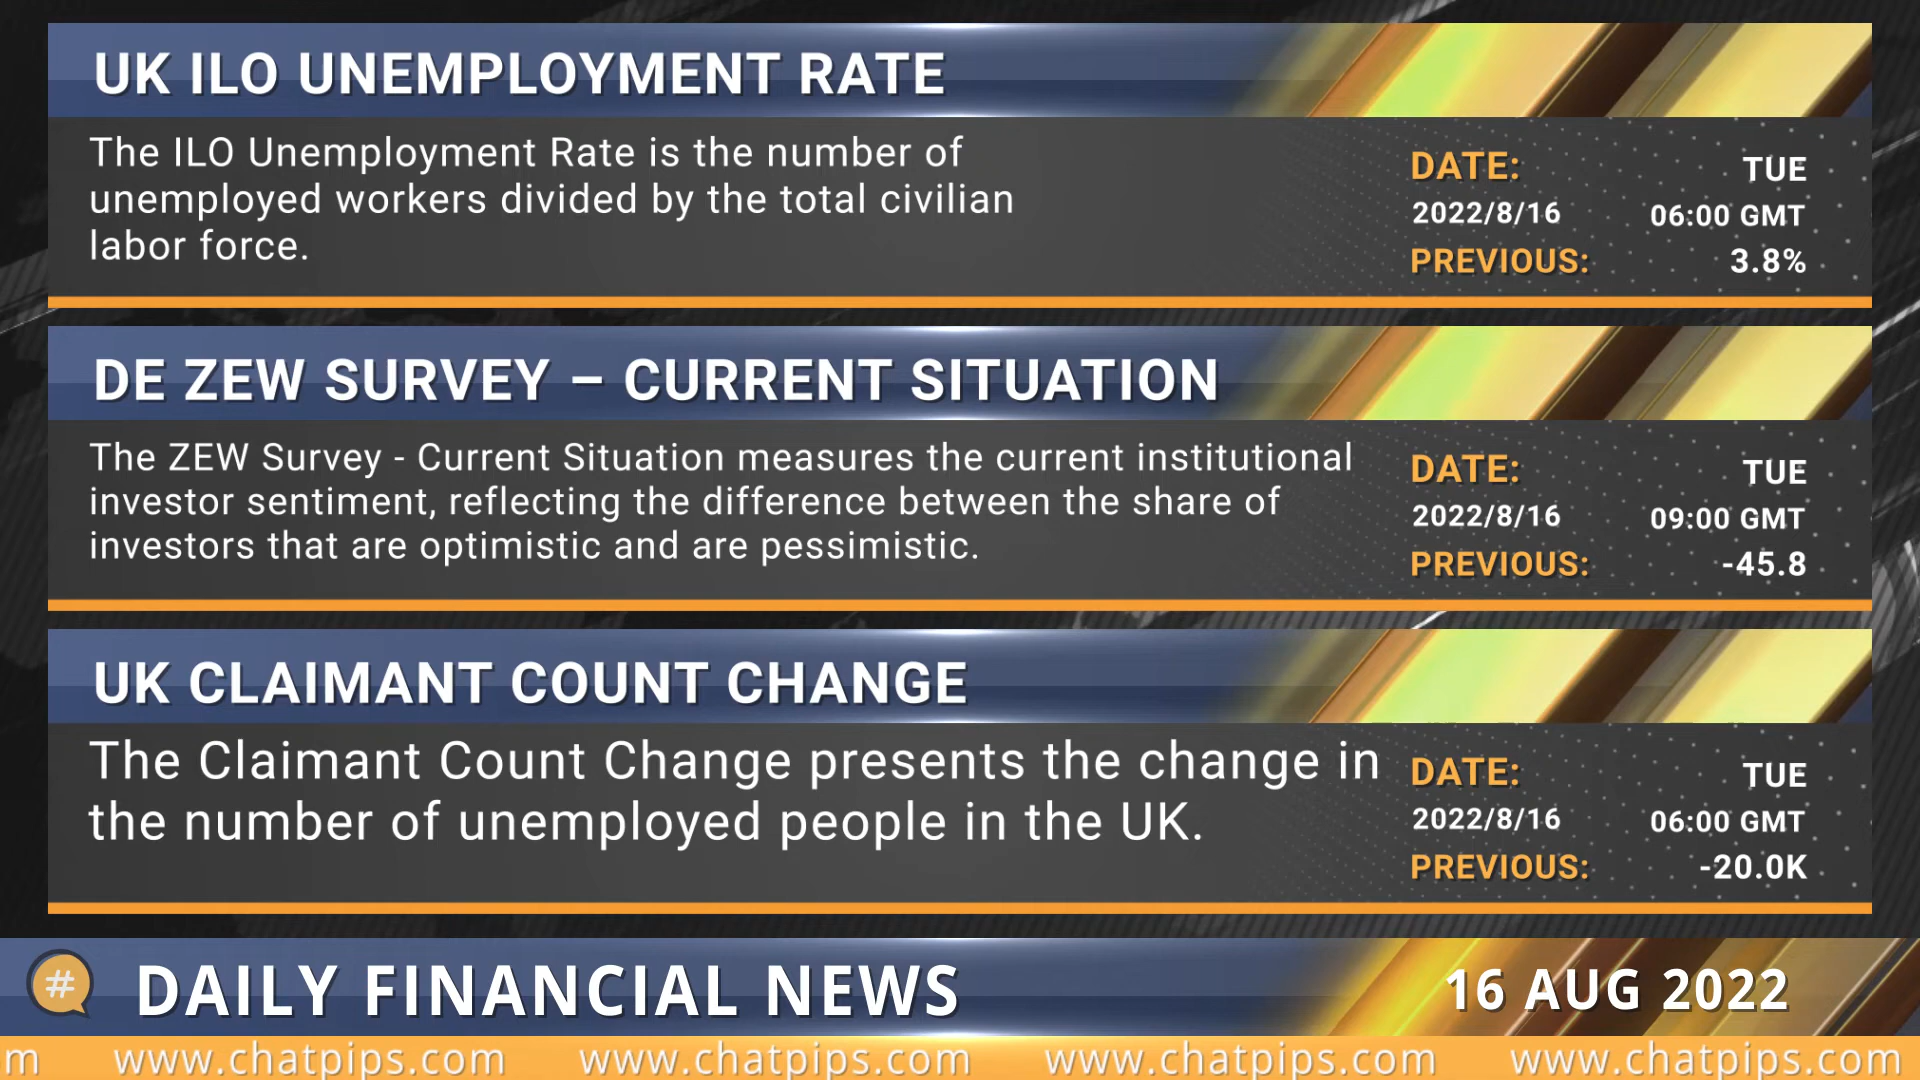 UK ILO UNEMPLOYMENT RATE
The ILO Unemployment Rate is the number of
unemployed workers divided by the total civilian
labor force.
DATE: TUE
2022/8/16 06:00 GMT
PREVIOUS: 3.8%
DE ZEW SURVEY – CURRENT SITUATION
The ZEW Survey - Current Situation measures the current institutional
investor sentiment, reflecting the difference between the share of
investors that are optimistic and are pessimistic.
DATE: TUE
2022/8/16 09:00 GMT
PREVIOUS: -45.8
UK CLAIMANT COUNT CHANGE
The Claimant Count Change presents the change in
the number of unemployed people in the UK.
DATE: TUE
2022/8/16 06:00 GMT
PREVIOUS: -20.0K
# DAILY FINANCIAL NEWS 16 AUG 2022
m www.chatpips.com www.chatpips.com www.chatpips.com www.chatpips.com